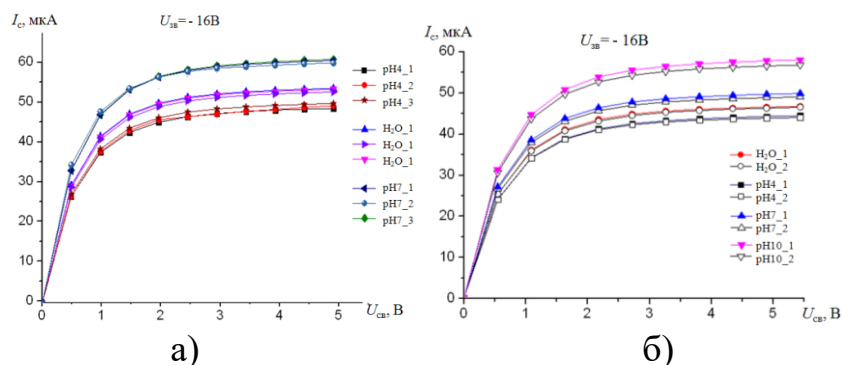 I_c, мкА
U_зв = - 16В
60
50
40
30
20
10
0
0
1
2
3
4
5
U_св, В
pH4_1
pH4_2
pH4_3
H₂O_1
H₂O_1
H₂O_1
pH7_1
pH7_2
pH7_3
а)
I_c, мкА
U_зв = - 16В
60
50
40
30
20
10
0
0
1
2
3
4
5
U_св, В
H₂O_1
H₂O_2
pH4_1
pH4_2
pH7_1
pH7_2
pH10_1
pH10_2
б)